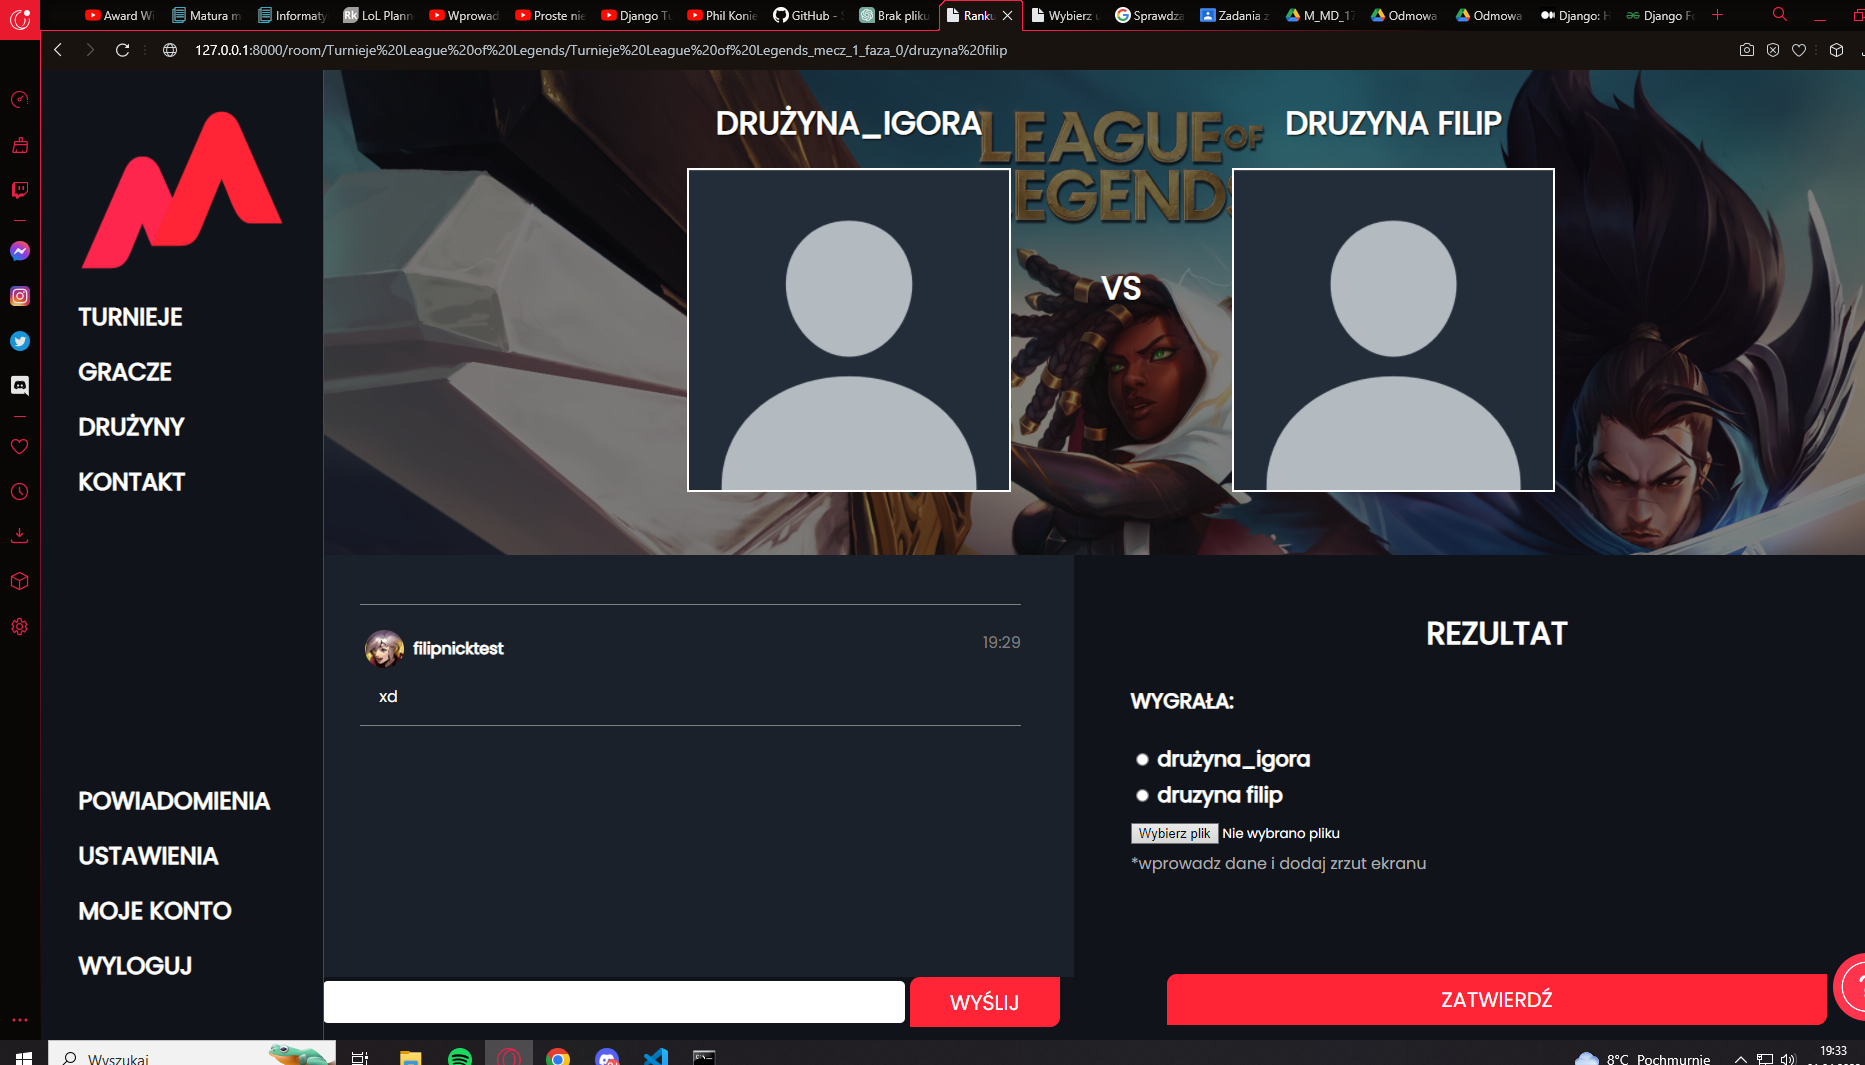 Award Wi
Matura m
Informaty
LoL Plann
Wprowad
Proste nie
Django Tu
Phil Konie
GitHub - S
Brak pliku
Ranku
Wybierz u
Sprawdza
Zadania z
M_MD_17
Odmowa
Odmowa
Django: H
Django Fo
127.0.0.1:8000/room/Turnieje%20League%20of%20Legends/Turnieje%20League%20of%20Legends_mecz_1_faza_0/druzyna%20filip
TURNIEJE
GRACZE
DRUŻYNY
KONTAKT
POWIADOMIENIA
USTAWIENIA
MOJE KONTO
WYLOGUJ
DRUŻYNA_IGORA
LEAGUE OF
LEGENDS
DRUZYNA FILIP
VS
filipnicktest
19:29
xd
WYŚLIJ
REZULTAT
WYGRAŁA:
drużyna_igora
druzyna filip
Wybierz plik Nie wybrano pliku
*wprowadz dane i dodaj zrzut ekranu
ZATWIERDŹ
Wyszukaj
8°C Pochmurnie
19:33